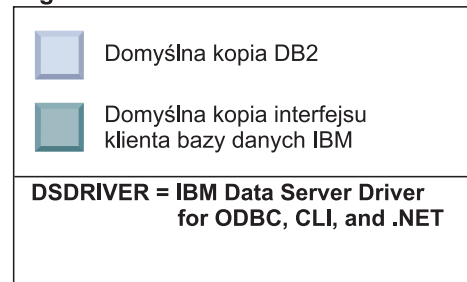 Domyślna kopia DB2
Domyślna kopia interfejsu
klienta bazy danych IBM
DSDRIVER = IBM Data Server Driver
for ODBC, CLI, and .NET